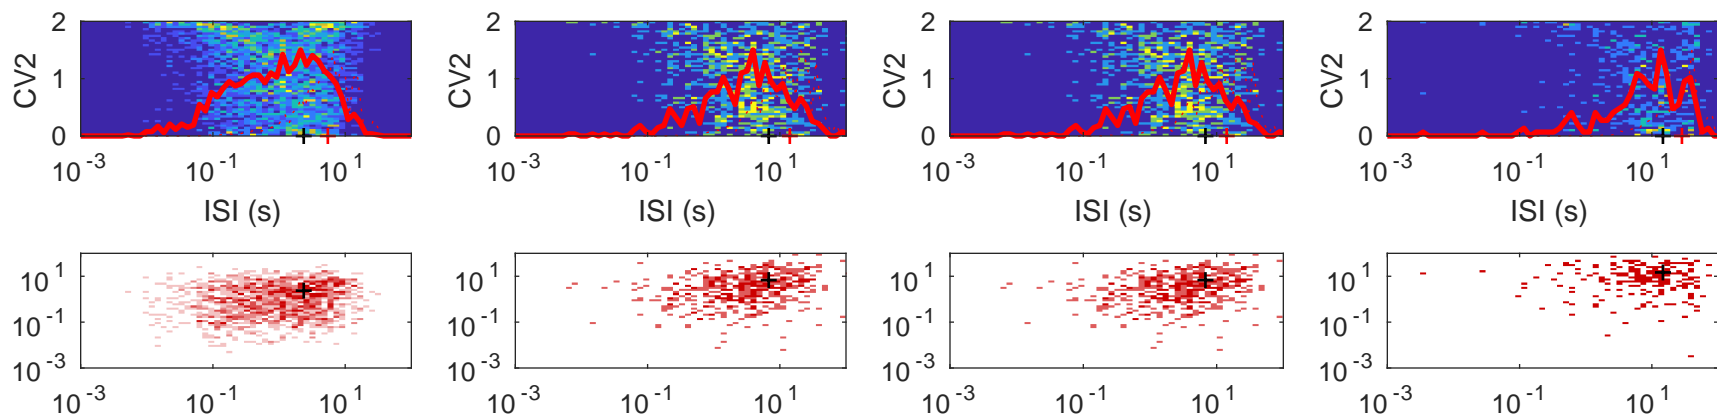 2 2 2 2
CV2 CV2 CV2 CV2
1 1 1 1
0 0 0 0
10^-3 10^-1 10^1 10^-3 10^-1 10^1 10^-3 10^-1 10^1 10^-3 10^-1 10^1
ISI (s) ISI (s) ISI (s) ISI (s)
10^1 10^1 10^1 10^1
10^-1 10^-1 10^-1 10^-1
10^-3 10^-3 10^-3 10^-3
10^-3 10^-1 10^1 10^-3 10^-1 10^1 10^-3 10^-1 10^1 10^-3 10^-1 10^1